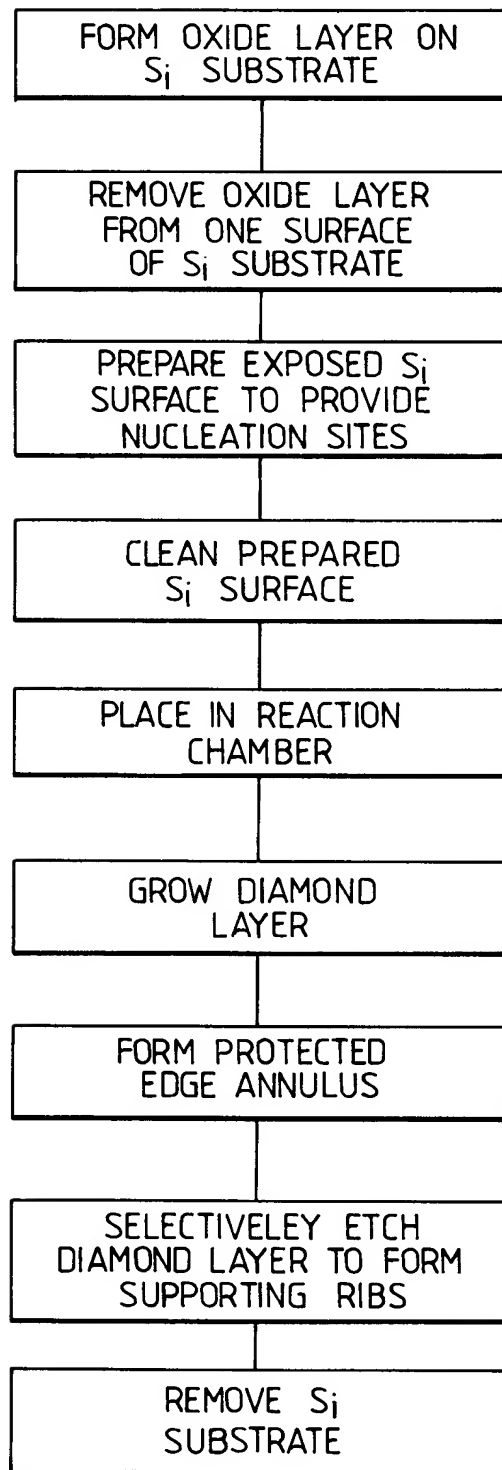 FORM OXIDE LAYER ON
Si SUBSTRATE
REMOVE OXIDE LAYER
FROM ONE SURFACE
OF Si SUBSTRATE
PREPARE EXPOSED Si
SURFACE TO PROVIDE
NUCLEATION SITES
CLEAN PREPARED
Si SURFACE
PLACE IN REACTION
CHAMBER
GROW DIAMOND
LAYER
FORM PROTECTED
EDGE ANNULUS
SELECTIVELEY ETCH
DIAMOND LAYER TO FORM
SUPPORTING RIBS
REMOVE Si
SUBSTRATE